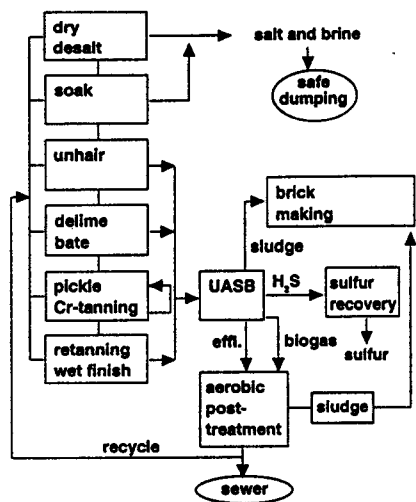 dry
desalt
salt and brine
soak
safe
dumping
unhair
brick
making
delime
bate
sludge
pickle
Cr-tanning
UASB
H₂S
sulfur
recovery
retanning
wet finish
effl.
biogas
sulfur
aerobic
post-
treatment
sludge
recycle
sewer